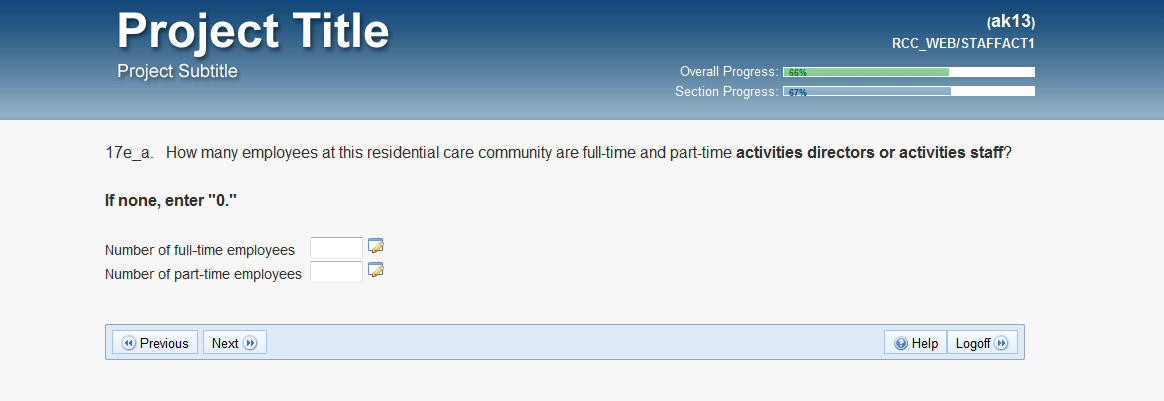 Project Title
Project Subtitle
(ak13)
RCC_WEB/STAFFACT1
Overall Progress: 66%
Section Progress: 67%
17e_a. How many employees at this residential care community are full-time and part-time activities directors or activities staff?
If none, enter "0."
Number of full-time employees
Number of part-time employees
Previous Next Help Logoff